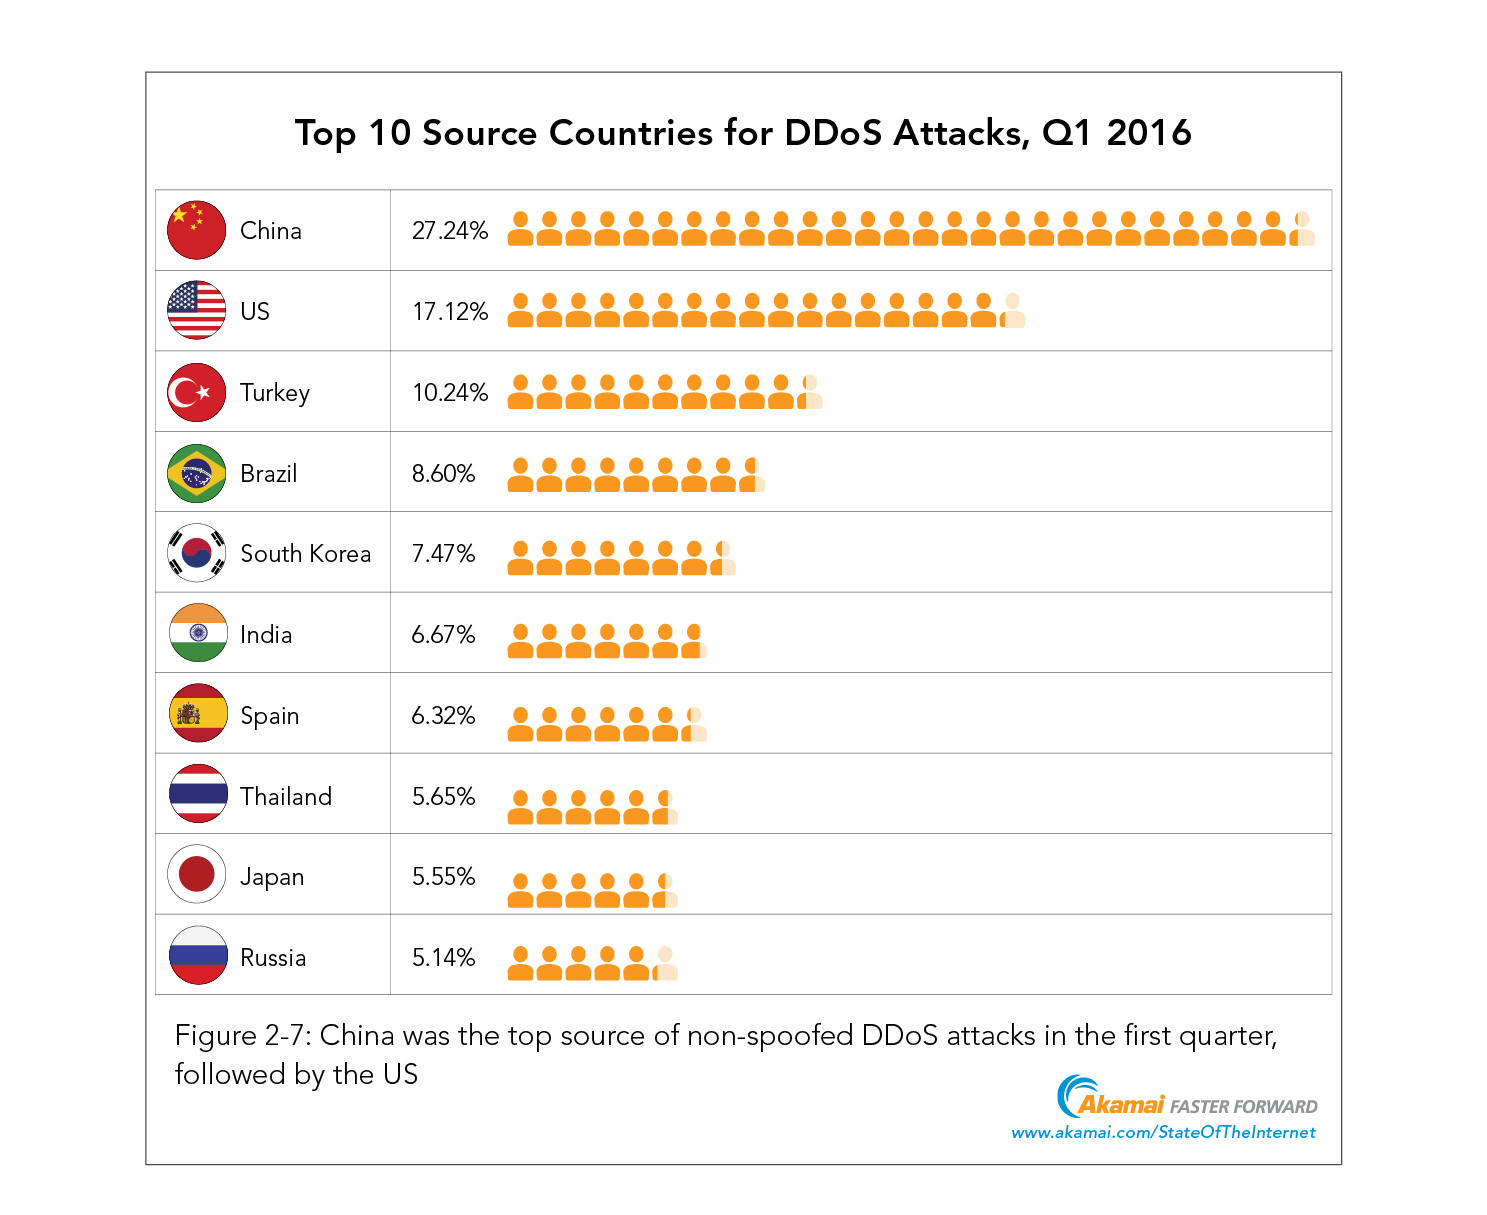 Top 10 Source Countries for DDoS Attacks, Q1 2016
China 27.24%
US 17.12%
Turkey 10.24%
Brazil 8.60%
South Korea 7.47%
India 6.67%
Spain 6.32%
Thailand 5.65%
Japan 5.55%
Russia 5.14%
Figure 2-7: China was the top source of non-spoofed DDoS attacks in the first quarter,
followed by the US
Akamai FASTER FORWARD
www.akamai.com/StateOfTheInternet